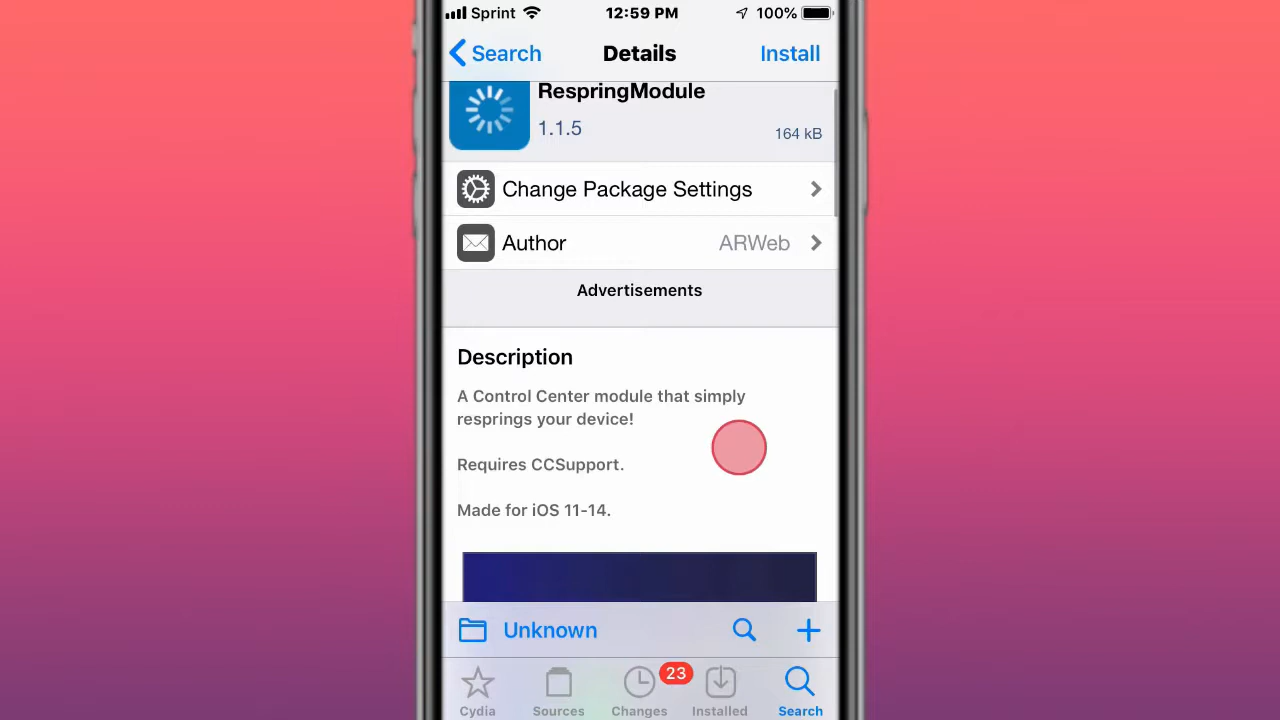 Sprint 12:59 PM 100%
Search Details Install
RespringModule
1.1.5 164 kB
Change Package Settings
Author ARWeb
Advertisements
Description
A Control Center module that simply
resprings your device!
Requires CCSupport.
Made for iOS 11-14.
Unknown
23
Cydia Sources Changes Installed Search